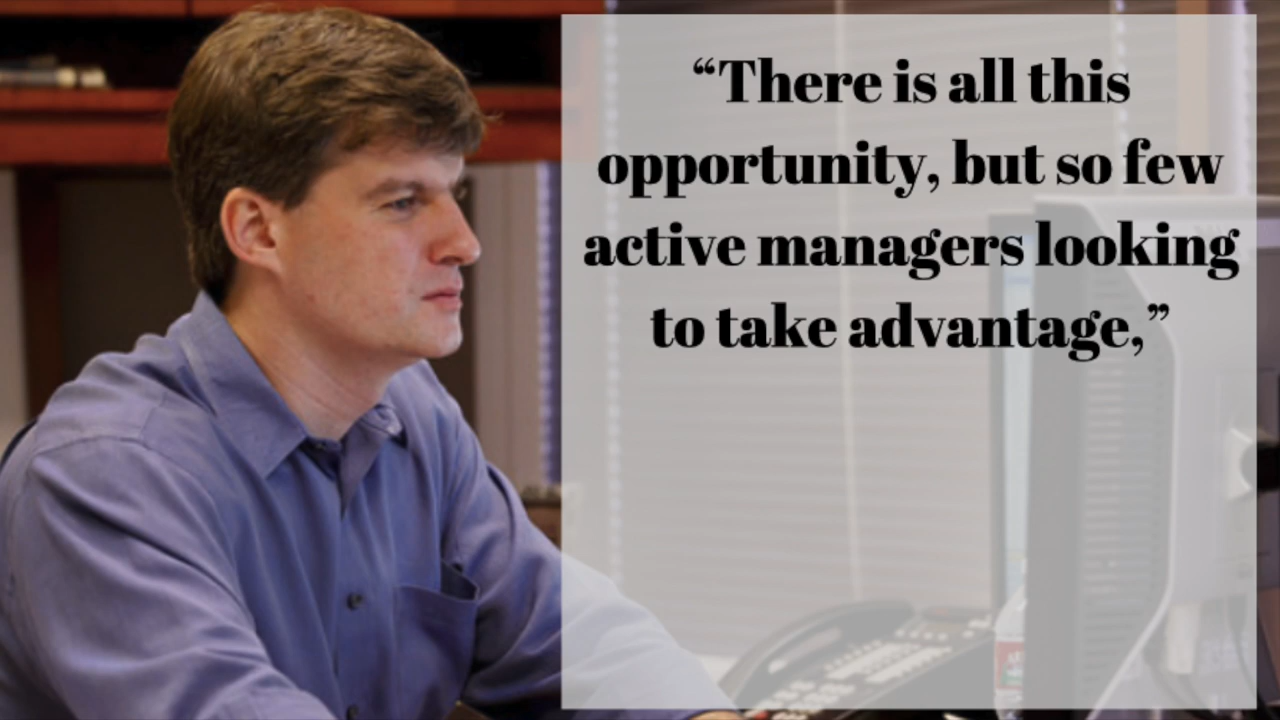 “There is all this
opportunity, but so few
active managers looking
to take advantage,”